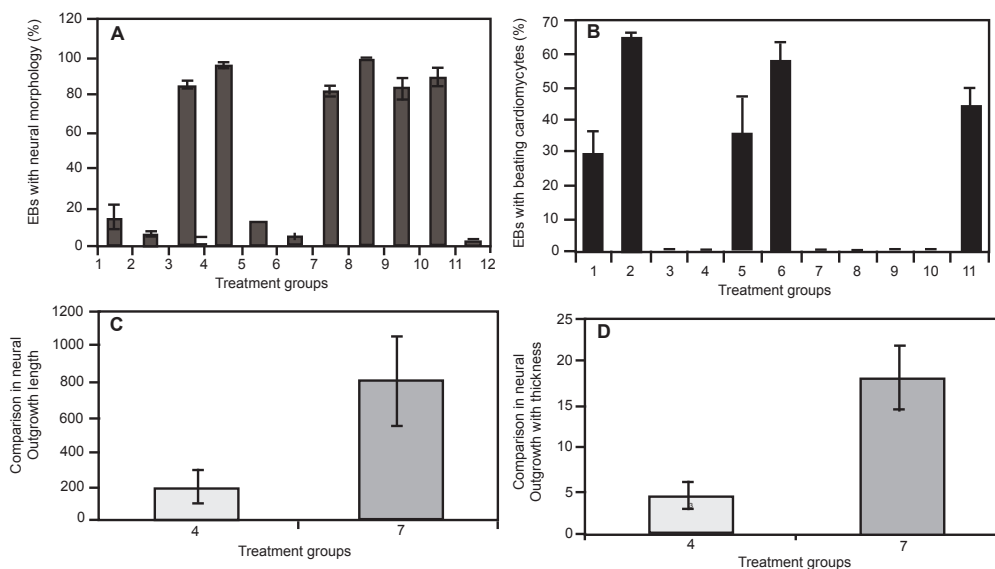 A
EBs with neural morphology (%)
120
100
80
60
40
20
0
1 2 3 4 5 6 7 8 9 10 11 12
Treatment groups
B
EBs with beating cardiomycytes (%)
70
60
50
40
30
20
10
0
1 2 3 4 5 6 7 8 9 10 11
Treatment groups
C
Comparison in neural
Outgrowth length
1200
1000
800
600
400
200
0
4 7
Treatment groups
D
Comparison in neural
Outgrowth with thickness
25
20
15
10
5
0
4 7
Treatment groups